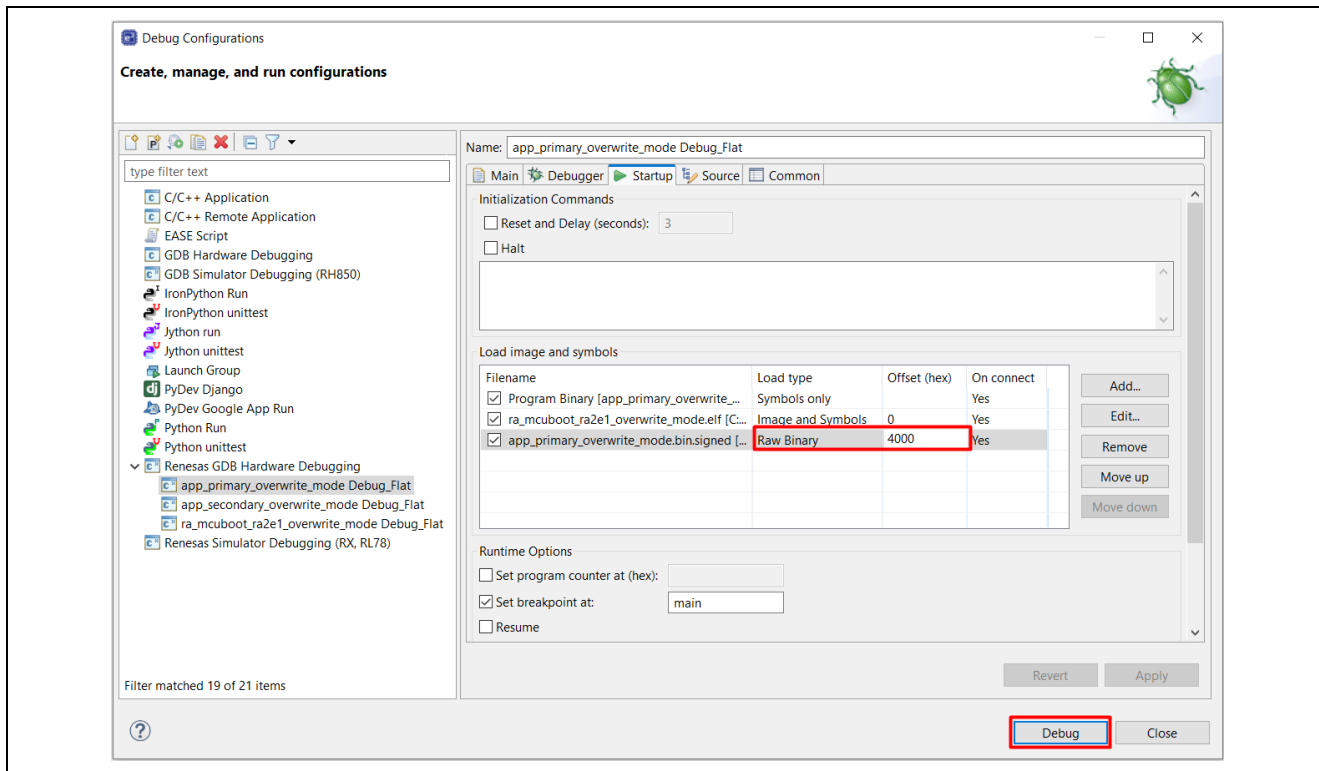 Debug Configurations
Create, manage, and run configurations
type filter text
C/C++ Application
C/C++ Remote Application
EASE Script
GDB Hardware Debugging
GDB Simulator Debugging (RH850)
IronPython Run
IronPython unittest
Jython run
Jython unittest
Launch Group
PyDev Django
PyDev Google App Run
Python Run
Python unittest
Renesas GDB Hardware Debugging
app_primary_overwrite_mode Debug_Flat
app_secondary_overwrite_mode Debug_Flat
ra_mcuboot_ra2e1_overwrite_mode Debug_Flat
Renesas Simulator Debugging (RX, RL78)
Filter matched 19 of 21 items
Name: app_primary_overwrite_mode Debug_Flat
Main Debugger Startup Source Common
Initialization Commands
Reset and Delay (seconds): 3
Halt
Load image and symbols
Filename Load type Offset (hex) On connect
Program Binary [app_primary_overwrite_... Symbols only Yes
ra_mcuboot_ra2e1_overwrite_mode.elf [C:... Image and Symbols 0 Yes
app_primary_overwrite_mode.bin.signed [... Raw Binary 4000 Yes
Add...
Edit...
Remove
Move up
Move down
Runtime Options
Set program counter at (hex):
Set breakpoint at: main
Resume
Revert Apply
Debug Close